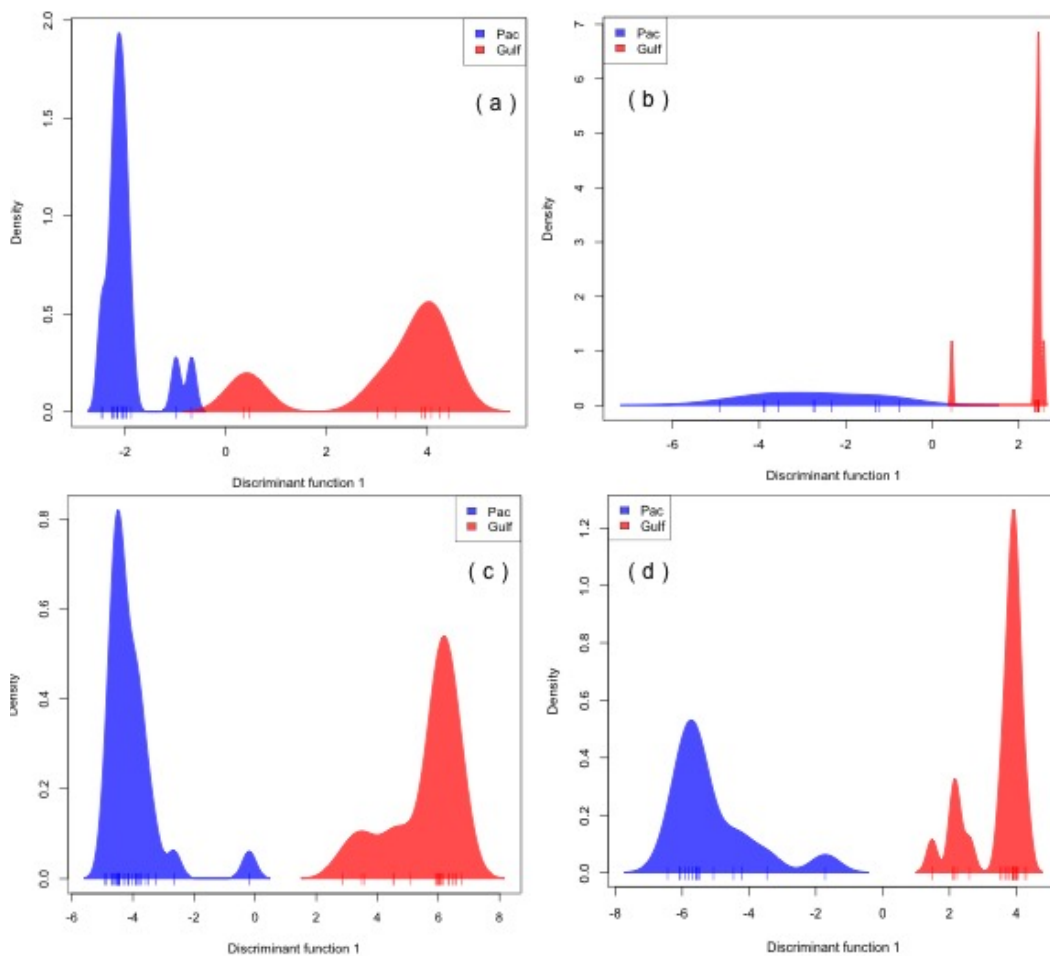 2.0
1.5
1.0
0.5
0.0
Density
Pac
Gulf
( a )
-2 0 2 4
Discriminant function 1
7
6
5
4
3
2
1
0
Density
Pac
Gulf
( b )
-6 -4 -2 0 2
Discriminant function 1
0.8
0.6
0.4
0.2
0.0
Density
Pac
Gulf
( c )
-6 -4 -2 0 2 4 6 8
Discriminant function 1
1.2
1.0
0.8
0.6
0.4
0.2
0.0
Density
Pac
Gulf
( d )
-8 -6 -4 -2 0 2 4
Discriminant function 1